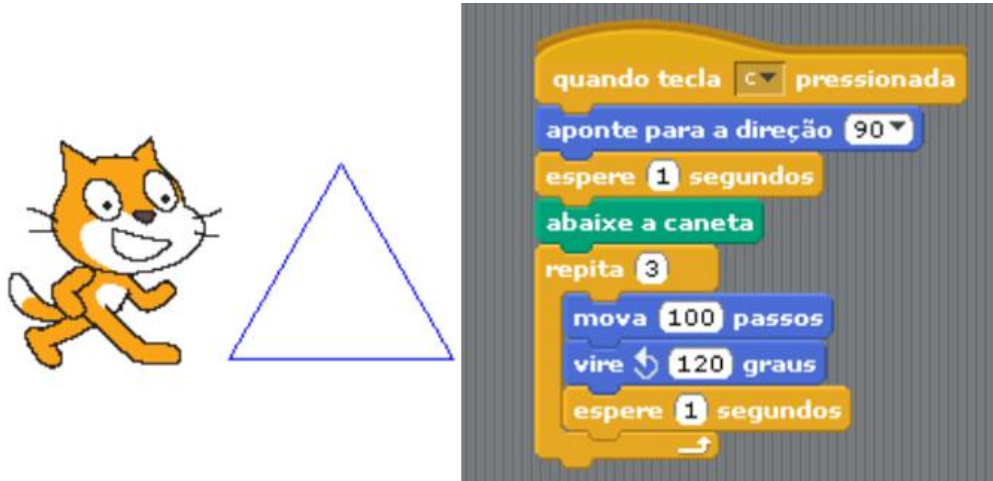 quando tecla c pressionada
aponte para a direção 90
espere 1 segundos
abaixe a caneta
repita 3
mova 100 passos
vire 120 graus
espere 1 segundos